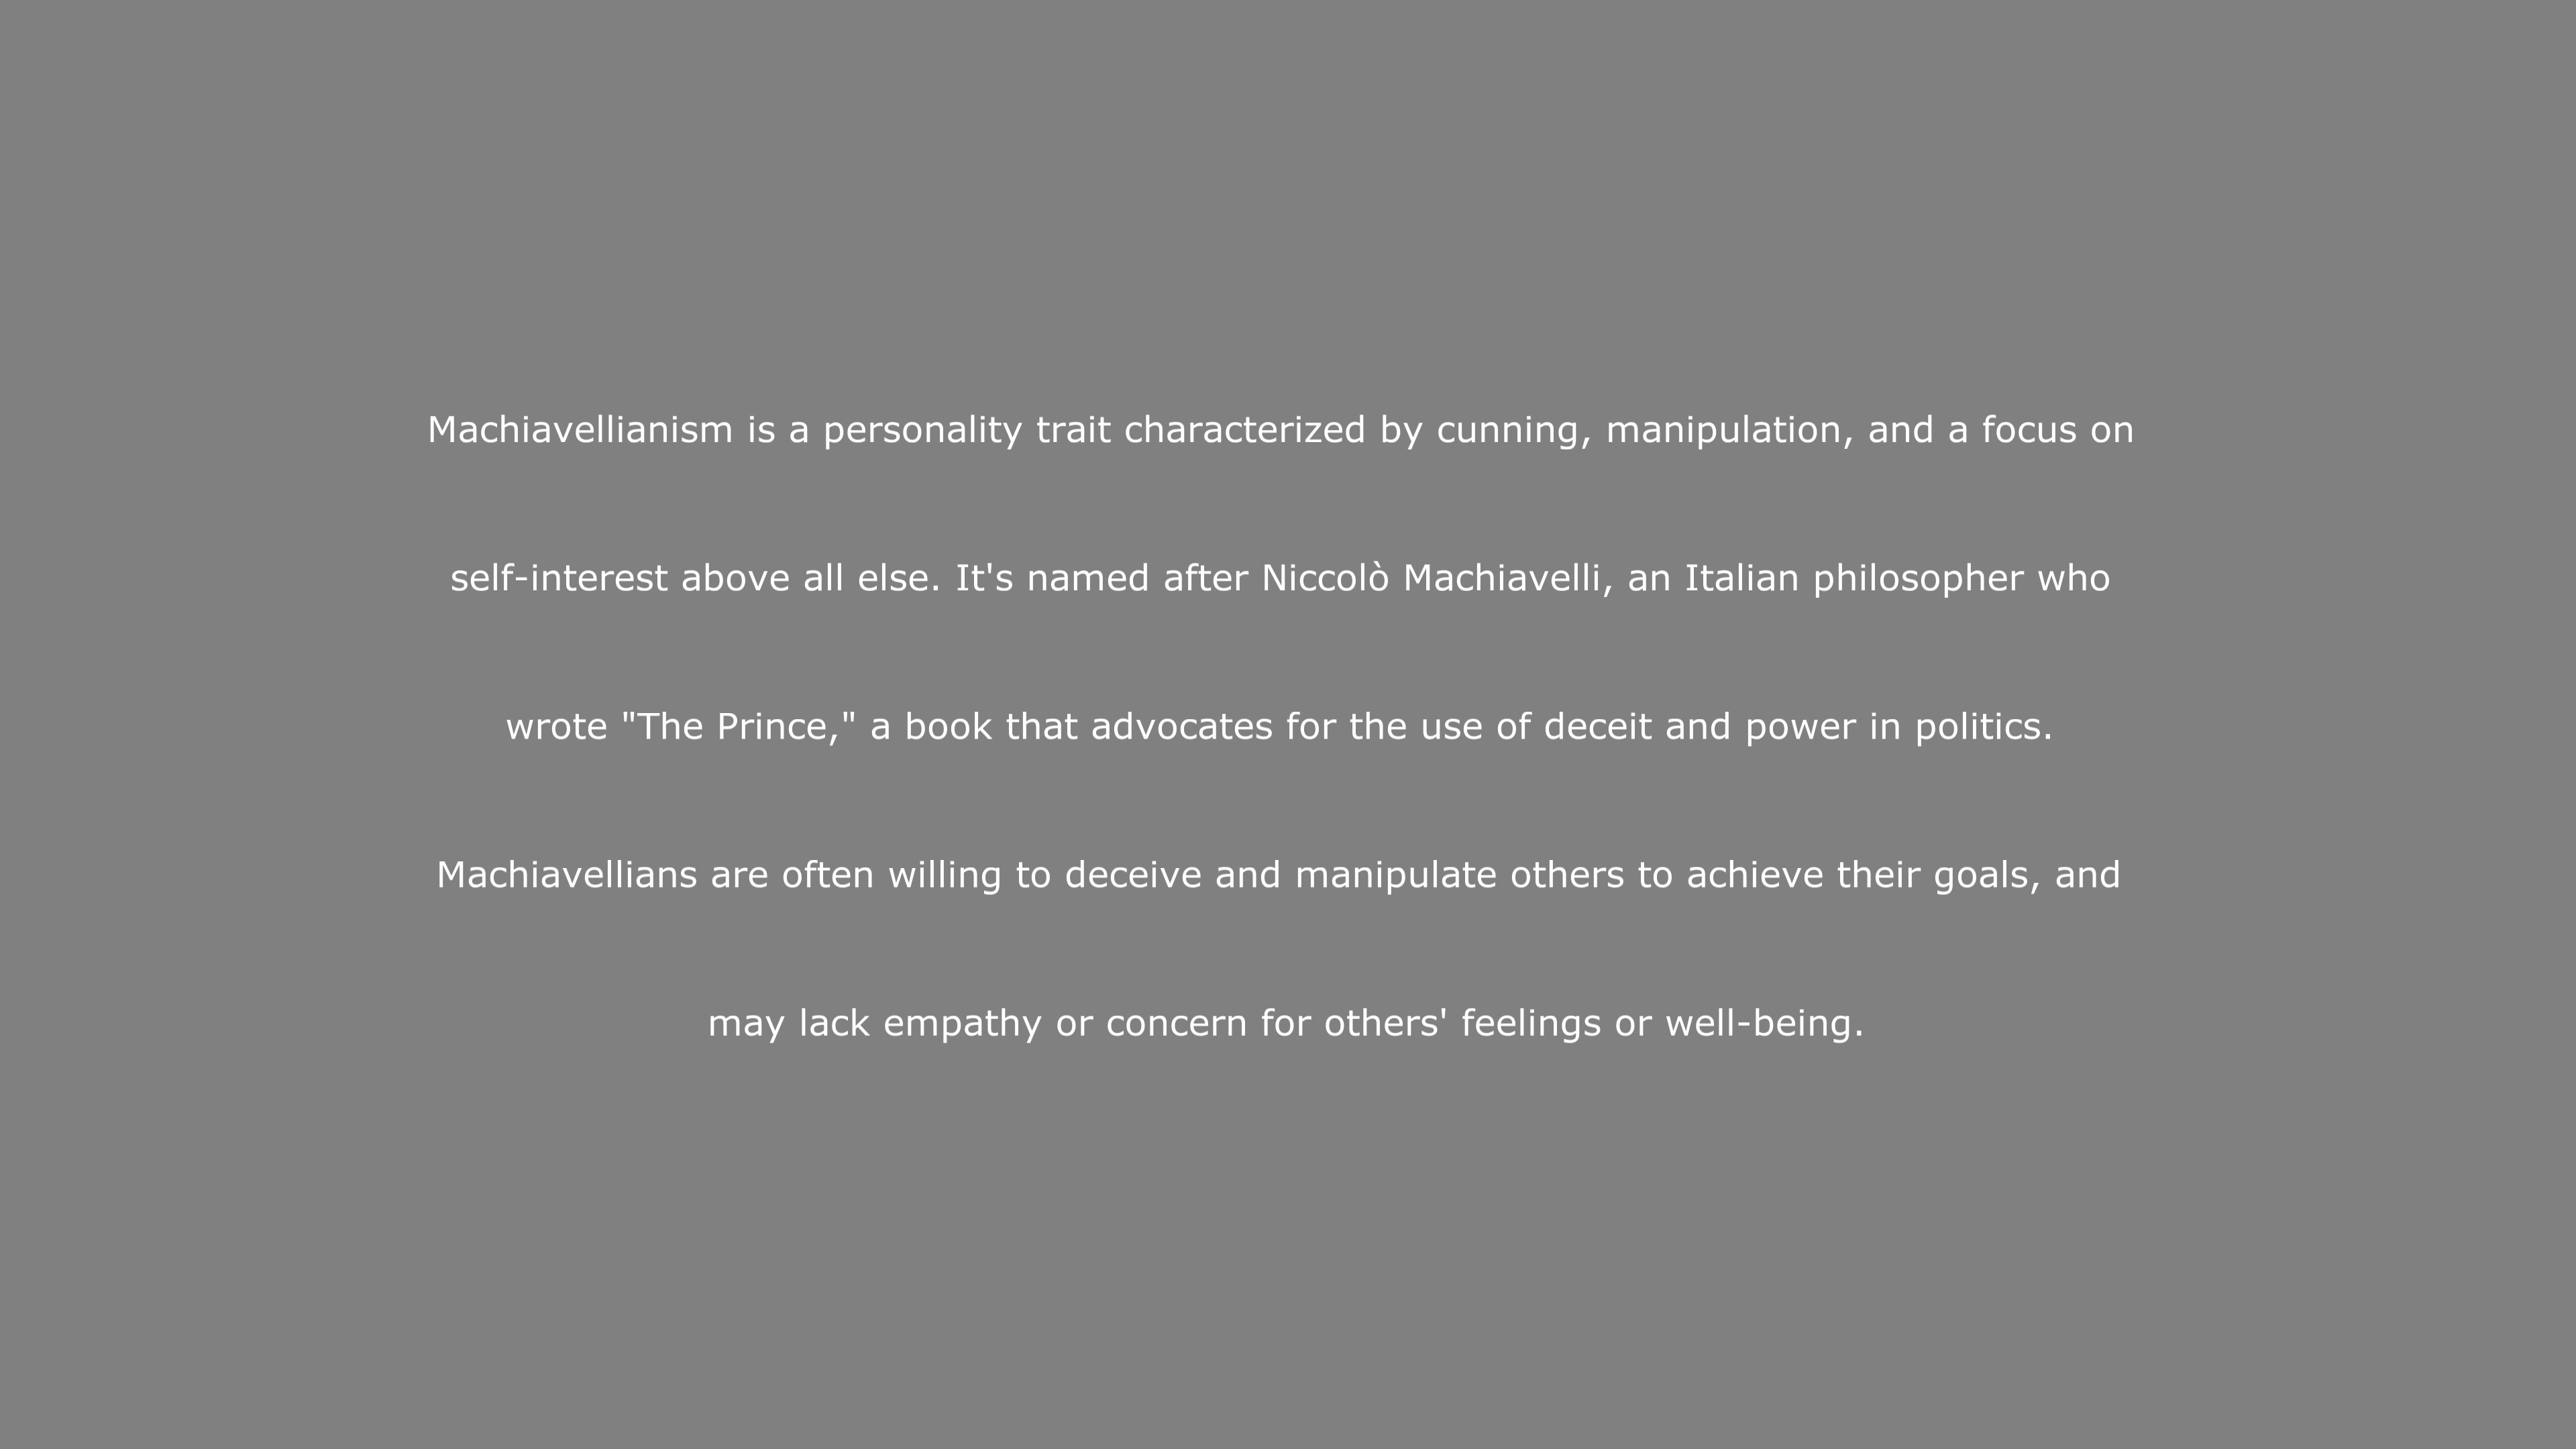 Machiavellianism is a personality trait characterized by cunning, manipulation, and a focus on
self-interest above all else. It's named after Niccolò Machiavelli, an Italian philosopher who
wrote "The Prince," a book that advocates for the use of deceit and power in politics.
Machiavellians are often willing to deceive and manipulate others to achieve their goals, and
may lack empathy or concern for others' feelings or well-being.